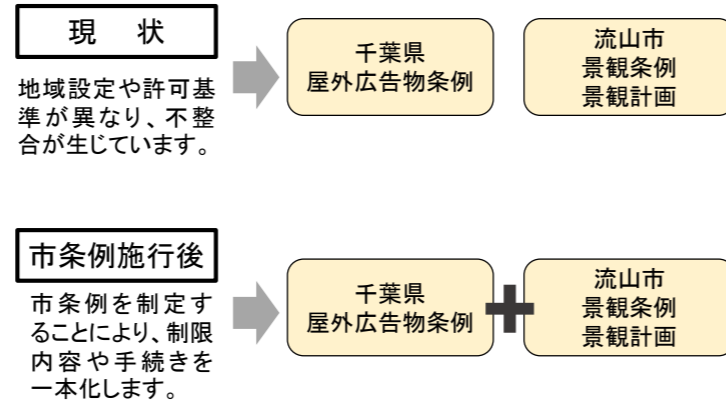 現　状
地域設定や許可基
準が異なり、不整
合が生じています。
千葉県
屋外広告物条例
流山市
景観条例
景観計画
市条例施行後
市条例を制定す
ることにより、制限
内容や手続きを
一本化します。
千葉県
屋外広告物条例
流山市
景観条例
景観計画